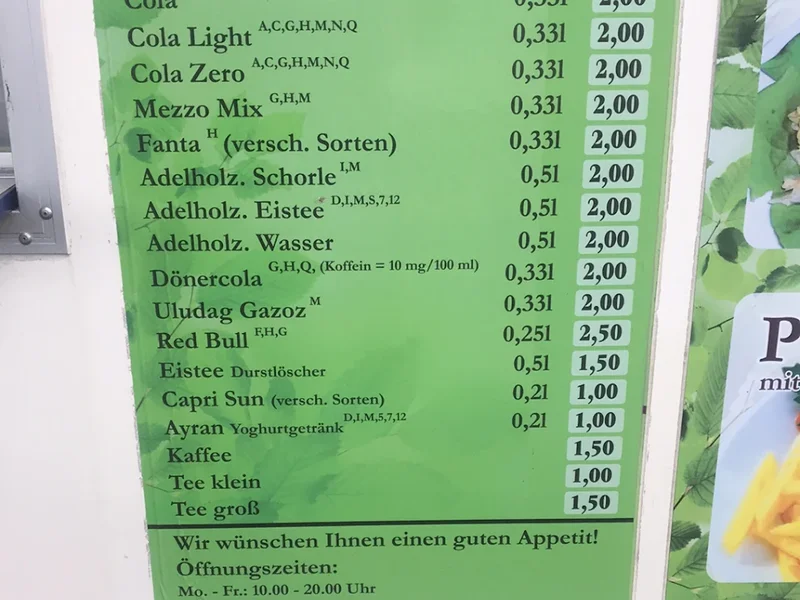 Cola 0,33l 2,00
Cola Light A,C,G,H,M,N,Q 0,33l 2,00
Cola Zero A,C,G,H,M,N,Q 0,33l 2,00
Mezzo Mix G,H,M 0,33l 2,00
Fanta H (versch. Sorten) 0,33l 2,00
Adelholz. Schorle I,M 0,5l 2,00
Adelholz. Eistee D,I,M,S,7,12 0,5l 2,00
Adelholz. Wasser 0,5l 2,00
Dönercola G,H,Q, (Koffein = 10 mg/100 ml) 0,33l 2,00
Uludag Gazoz M 0,33l 2,00
Red Bull F,H,G 0,25l 2,50
Eistee Durstlöscher 0,5l 1,50
Capri Sun (versch. Sorten) 0,2l 1,00
Ayran Yoghurtgetränk D,I,M,5,7,12 0,2l 1,00
Kaffee 1,50
Tee klein 1,00
Tee groß 1,50
Wir wünschen Ihnen einen guten Appetit!
Öffnungszeiten:
Mo. - Fr.: 10.00 - 20.00 Uhr
mit